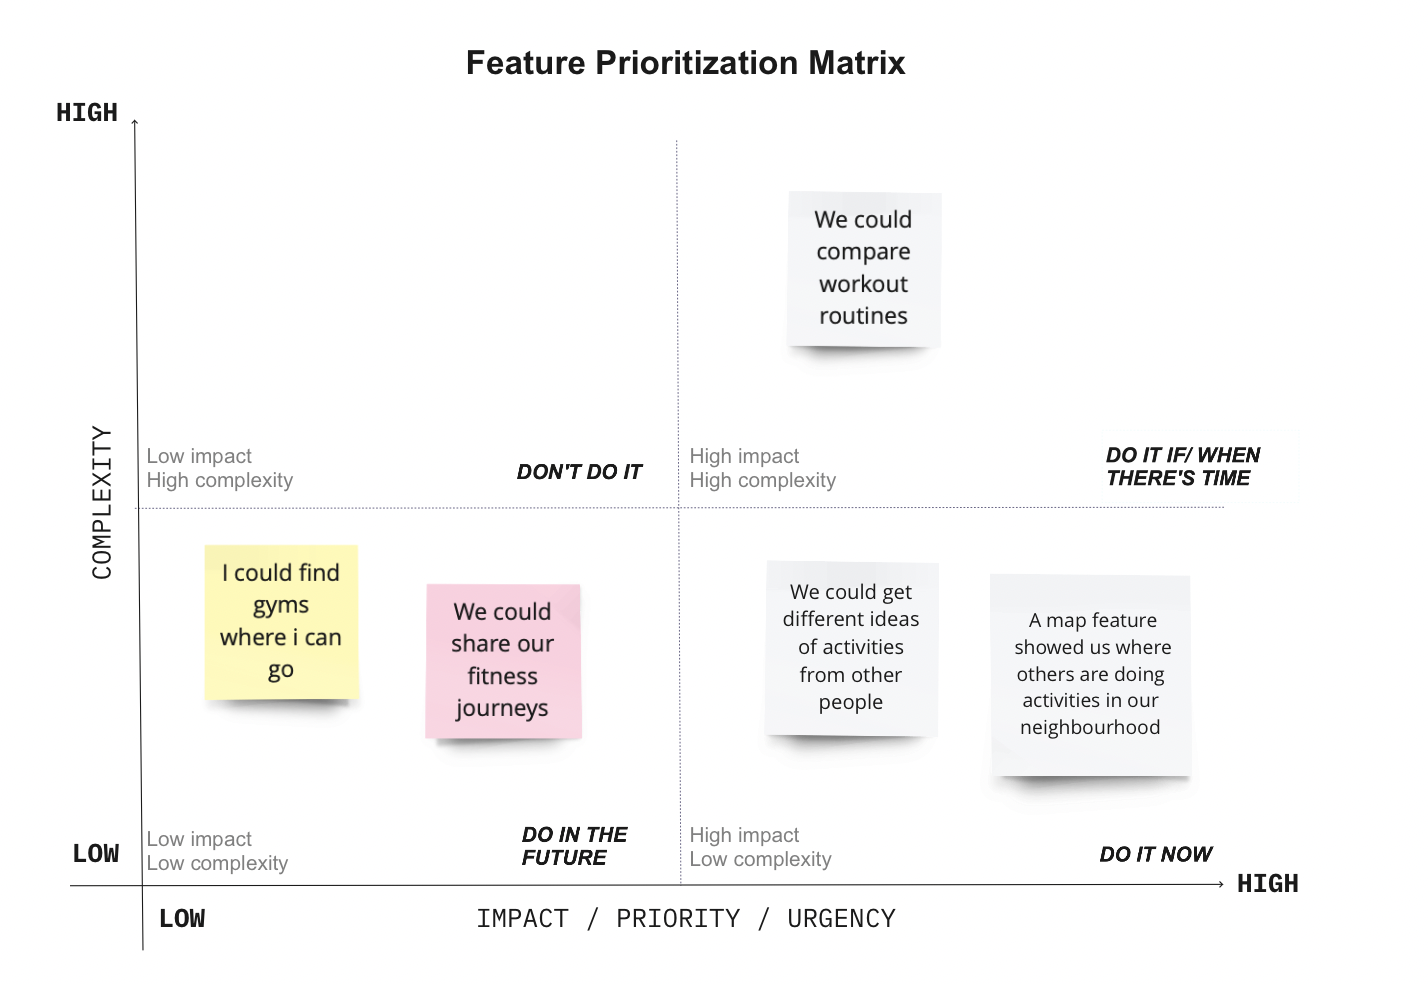 Feature Prioritization Matrix
HIGH
We could
compare
workout
routines
COMPLEXITY
Low impact
High complexity
DON'T DO IT
High impact
High complexity
DO IT IF/ WHEN
THERE'S TIME
I could find
gyms
where i can
go
We could
share our
fitness
journeys
We could get
different ideas
of activities
from other
people
A map feature
showed us where
others are doing
activities in our
neighbourhood
LOW
Low impact
Low complexity
DO IN THE
FUTURE
High impact
Low complexity
DO IT NOW
HIGH
LOW
IMPACT / PRIORITY / URGENCY